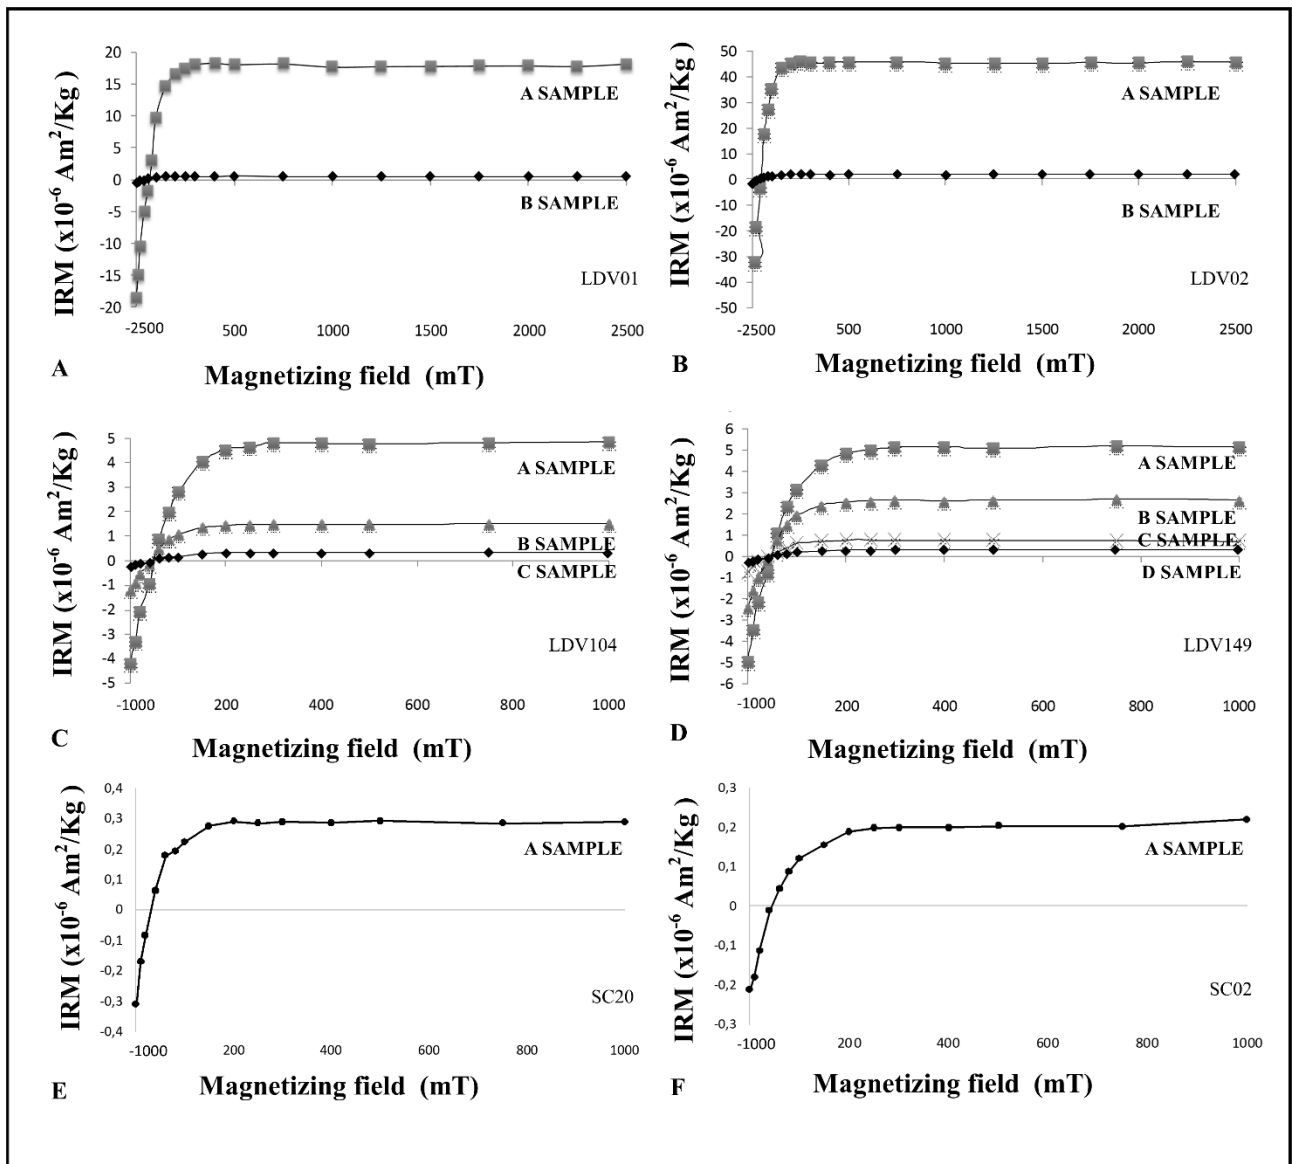 IRM (x10⁻⁶ Am²/Kg)
20
15
10
5
0
-5
-10
-15
-20
A SAMPLE
B SAMPLE
LDV01
-2500 500 1000 1500 2000 2500
A
Magnetizing field (mT)
IRM (x10⁻⁶ Am²/Kg)
50
40
30
20
10
0
-10
-20
-30
-40
-50
A SAMPLE
B SAMPLE
LDV02
-2500 500 1000 1500 2000 2500
B
Magnetizing field (mT)
IRM (x10⁻⁶ Am²/Kg)
5
4
3
2
1
0
-1
-2
-3
-4
-5
A SAMPLE
B SAMPLE
C SAMPLE
LDV104
-1000 200 400 600 800 1000
C
Magnetizing field (mT)
IRM (x10⁻⁶ Am²/Kg)
6
5
4
3
2
1
0
-1
-2
-3
-4
-5
-6
A SAMPLE
B SAMPLE
C SAMPLE
D SAMPLE
LDV149
-1000 200 400 600 800 1000
D
Magnetizing field (mT)
IRM (x10⁻⁶ Am²/Kg)
0,4
0,3
0,2
0,1
0
-0,1
-0,2
-0,3
-0,4
A SAMPLE
SC20
-1000 200 400 600 800 1000
E
Magnetizing field (mT)
IRM (x10⁻⁶ Am²/Kg)
0,3
0,2
0,1
0
-0,1
-0,2
-0,3
A SAMPLE
SC02
-1000 200 400 600 800 1000
F
Magnetizing field (mT)